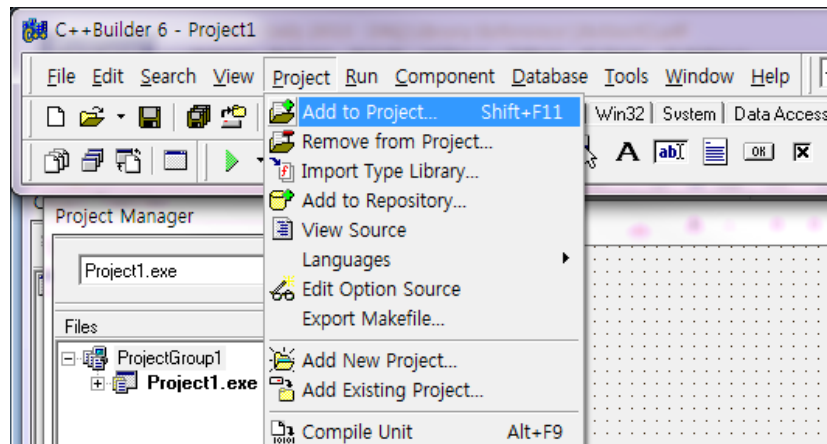 C++Builder 6 - Project1
File Edit Search View Project Run Component Database Tools Window Help
Add to Project... Shift+F11
Win32 System Data Access
Remove from Project...
A abI OK
Import Type Library...
Add to Repository...
Project Manager
View Source
Languages
Project1.exe
Edit Option Source
Export Makefile...
Files
ProjectGroup1
Add New Project...
Project1.exe
Add Existing Project...
Compile Unit Alt+F9